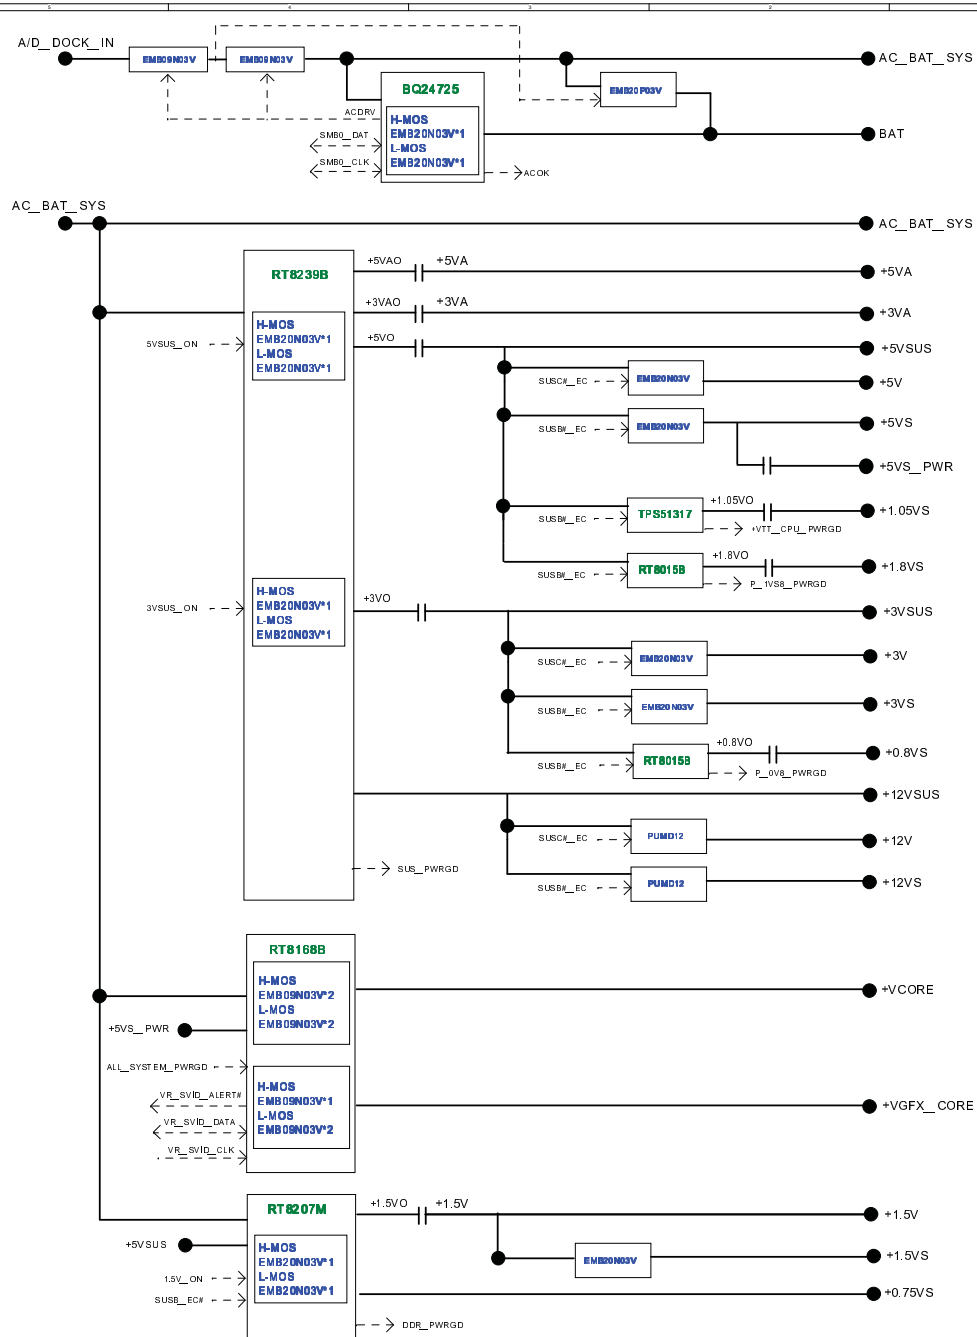 5 4 3 2
A/D_DOCK_IN
EMB09N03V
EMB09N03V
AC_BAT_SYS
BQ24725
EMB20P03V
ACDRV
H-MOS
EMB20N03V*1
L-MOS
EMB20N03V*1
SMB0_DAT
SMB0_CLK
BAT
ACOK
AC_BAT_SYS
AC_BAT_SYS
RT8239B
+5VAO
+5VA
+5VA
+3VAO
+3VA
+3VA
H-MOS
EMB20N03V*1
L-MOS
EMB20N03V*1
5VSUS_ON
+5VO
+5VSUS
SUSC#_EC
EMB20N03V
+5V
SUSB#_EC
EMB20N03V
+5VS
+5VS_PWR
SUSB#_EC
TPS51317
+1.05VO
+1.05VS
+VTT_CPU_PWRGD
SUSB#_EC
RT8015B
+1.8VO
+1.8VS
P_1VS8_PWRGD
H-MOS
EMB20N03V*1
L-MOS
EMB20N03V*1
3VSUS_ON
+3VO
+3VSUS
SUSC#_EC
EMB20N03V
+3V
SUSB#_EC
EMB20N03V
+3VS
SUSB#_EC
RT8015B
+0.8VO
+0.8VS
P_0V8_PWRGD
+12VSUS
SUSC#_EC
PUMD12
+12V
SUSB#_EC
PUMD12
+12VS
SUS_PWRGD
RT8168B
H-MOS
EMB09N03V*2
L-MOS
EMB09N03V*2
+VCORE
+5VS_PWR
ALL_SYSTEM_PWRGD
VR_SVID_ALERT#
VR_SVID_DATA
VR_SVID_CLK
H-MOS
EMB09N03V*1
L-MOS
EMB09N03V*2
+VGFX_CORE
RT8207M
+1.5VO
+1.5V
+1.5V
+5VSUS
H-MOS
EMB20N03V*1
L-MOS
EMB20N03V*1
1.5V_ON
SUSB_EC#
EMB20N03V
+1.5VS
+0.75VS
DDR_PWRGD